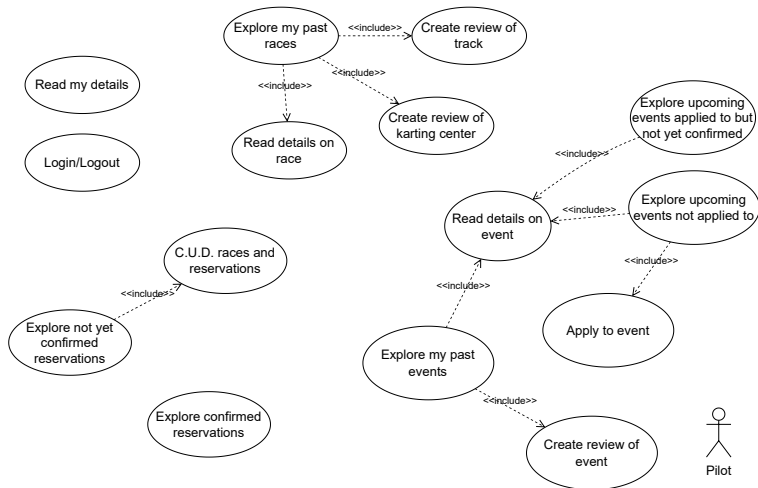 Explore my past
races
<<include>>
Create review of
track
<<include>>
<<include>>
Read my details
Create review of
karting center
Read details on
race
Login/Logout
Explore upcoming
events applied to but
not yet confirmed
<<include>>
Explore upcoming
events not applied to
<<include>>
Read details on
event
<<include>>
C.U.D. races and
reservations
<<include>>
<<include>>
Explore not yet
confirmed
reservations
Apply to event
Explore my past
events
<<include>>
Explore confirmed
reservations
Create review of
event
Pilot